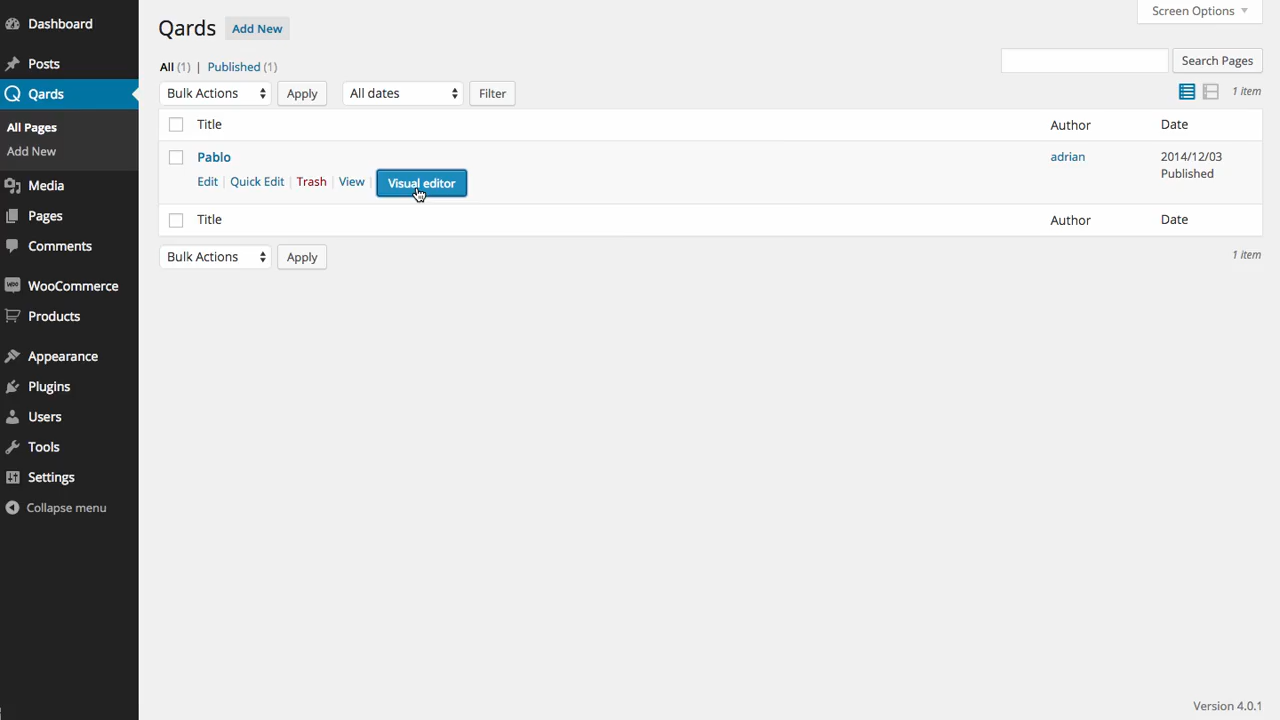 Dashboard
Posts
Qards
All Pages
Add New
Media
Pages
Comments
WooCommerce
Products
Appearance
Plugins
Users
Tools
Settings
Collapse menu
Screen Options
Qards Add New
All (1) | Published (1)
Search Pages
Bulk Actions Apply All dates Filter
1 item
Title Author Date
Pablo adrian 2014/12/03
Published
Edit | Quick Edit | Trash | View | Visual editor
Title Author Date
Bulk Actions Apply
1 item
Version 4.0.1